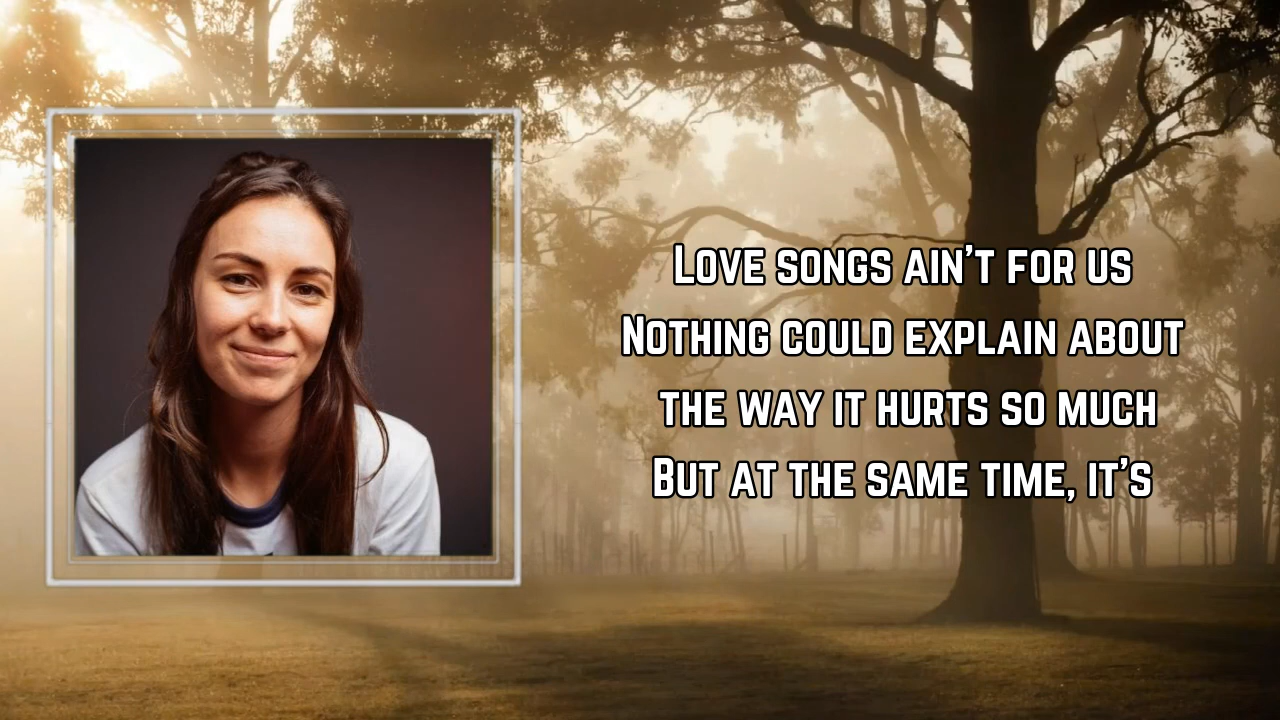 Love songs ain't for us
Nothing could explain about
the way it hurts so much
But at the same time, it's